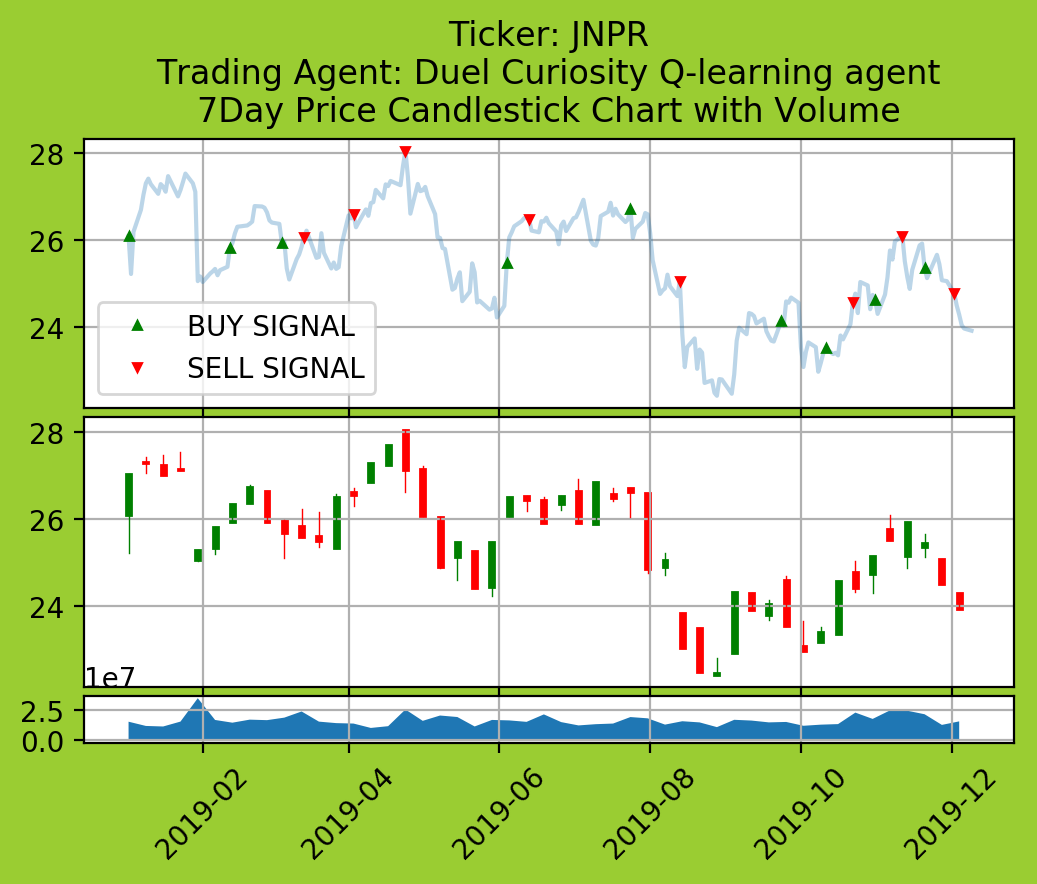 Ticker: JNPR
Trading Agent: Duel Curiosity Q-learning agent
7Day Price Candlestick Chart with Volume
28
26
24
BUY SIGNAL
SELL SIGNAL
28
26
24
1e7
2.5
0.0
2019-02
2019-04
2019-06
2019-08
2019-10
2019-12